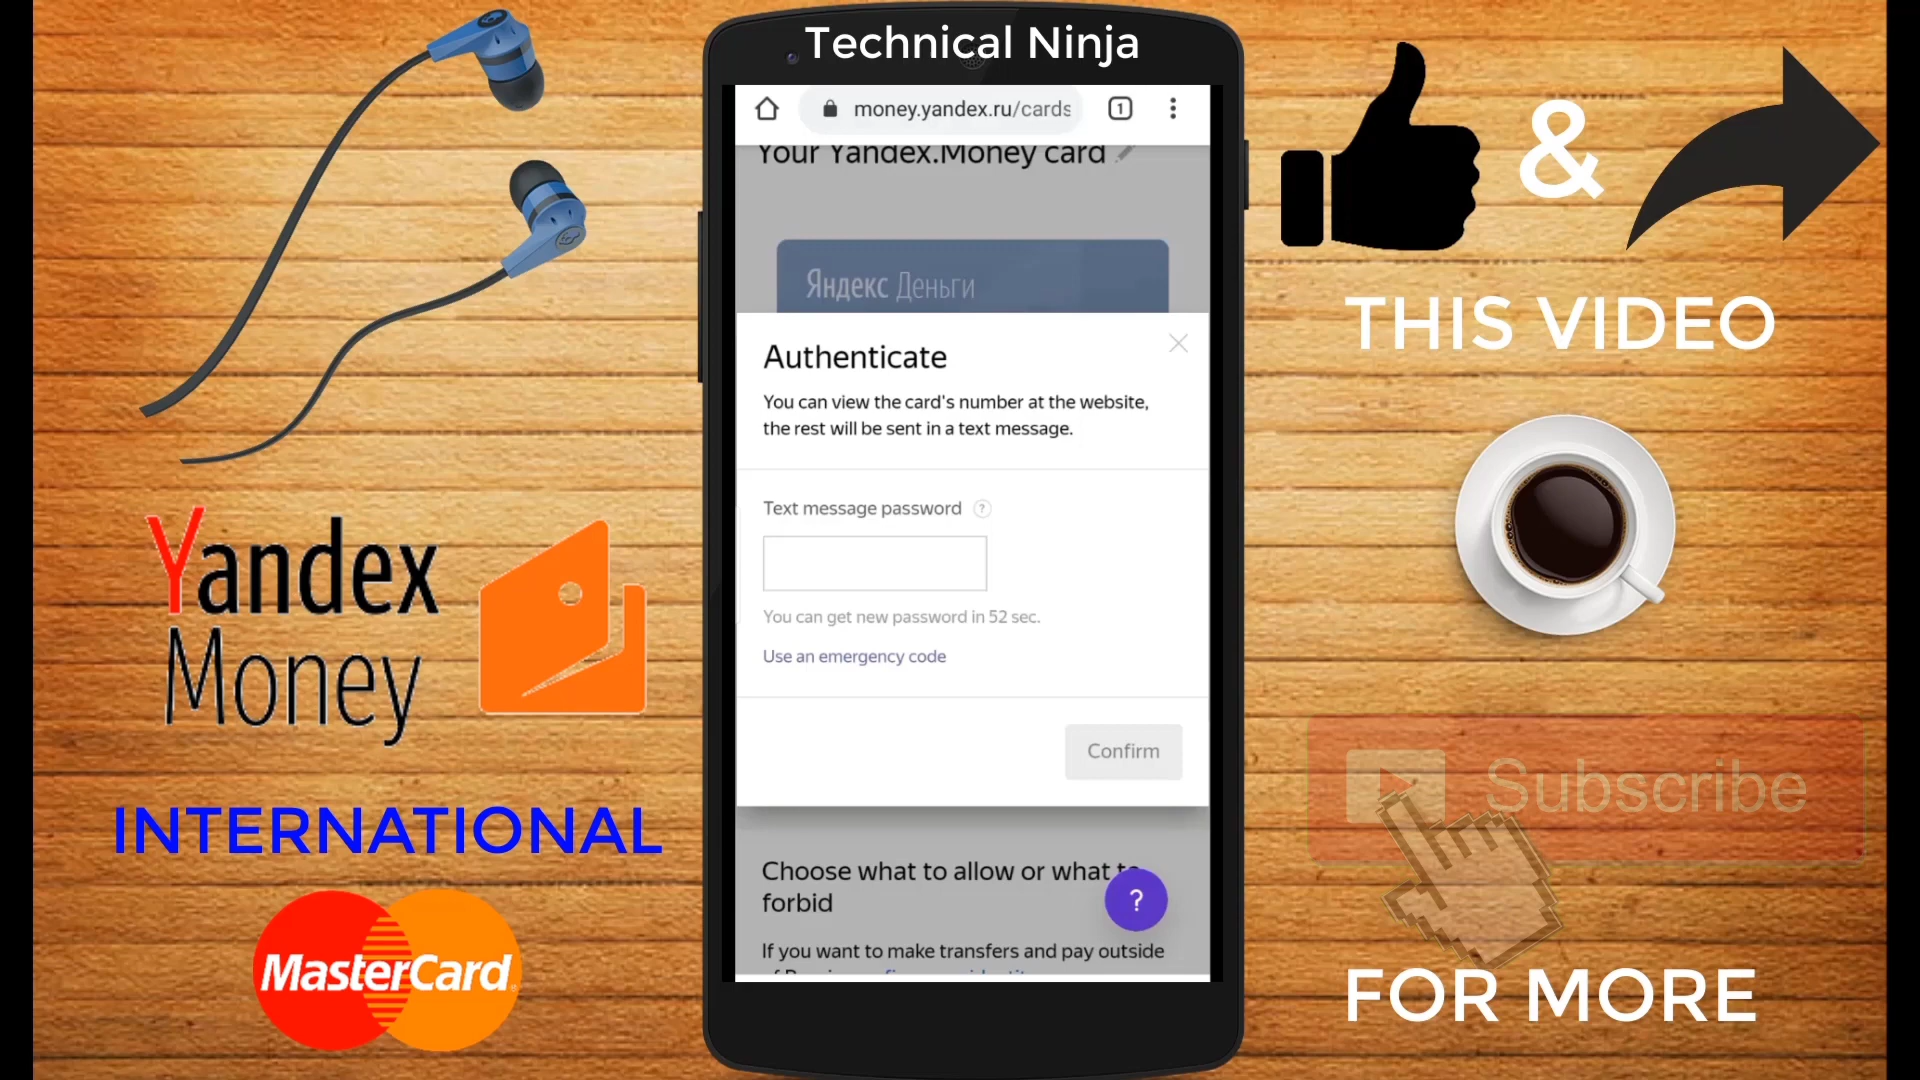 Technical Ninja
1
money.yandex.ru/cards
Your Yandex.Money card
Яндекс Деньги
Authenticate
You can view the card's number at the website,
the rest will be sent in a text message.
Text message password ?
You can get new password in 52 sec.
Use an emergency code
Confirm
Choose what to allow or what to
forbid
?
If you want to make transfers and pay outside
Yandex
Money
INTERNATIONAL
MasterCard
&
THIS VIDEO
Subscribe
FOR MORE